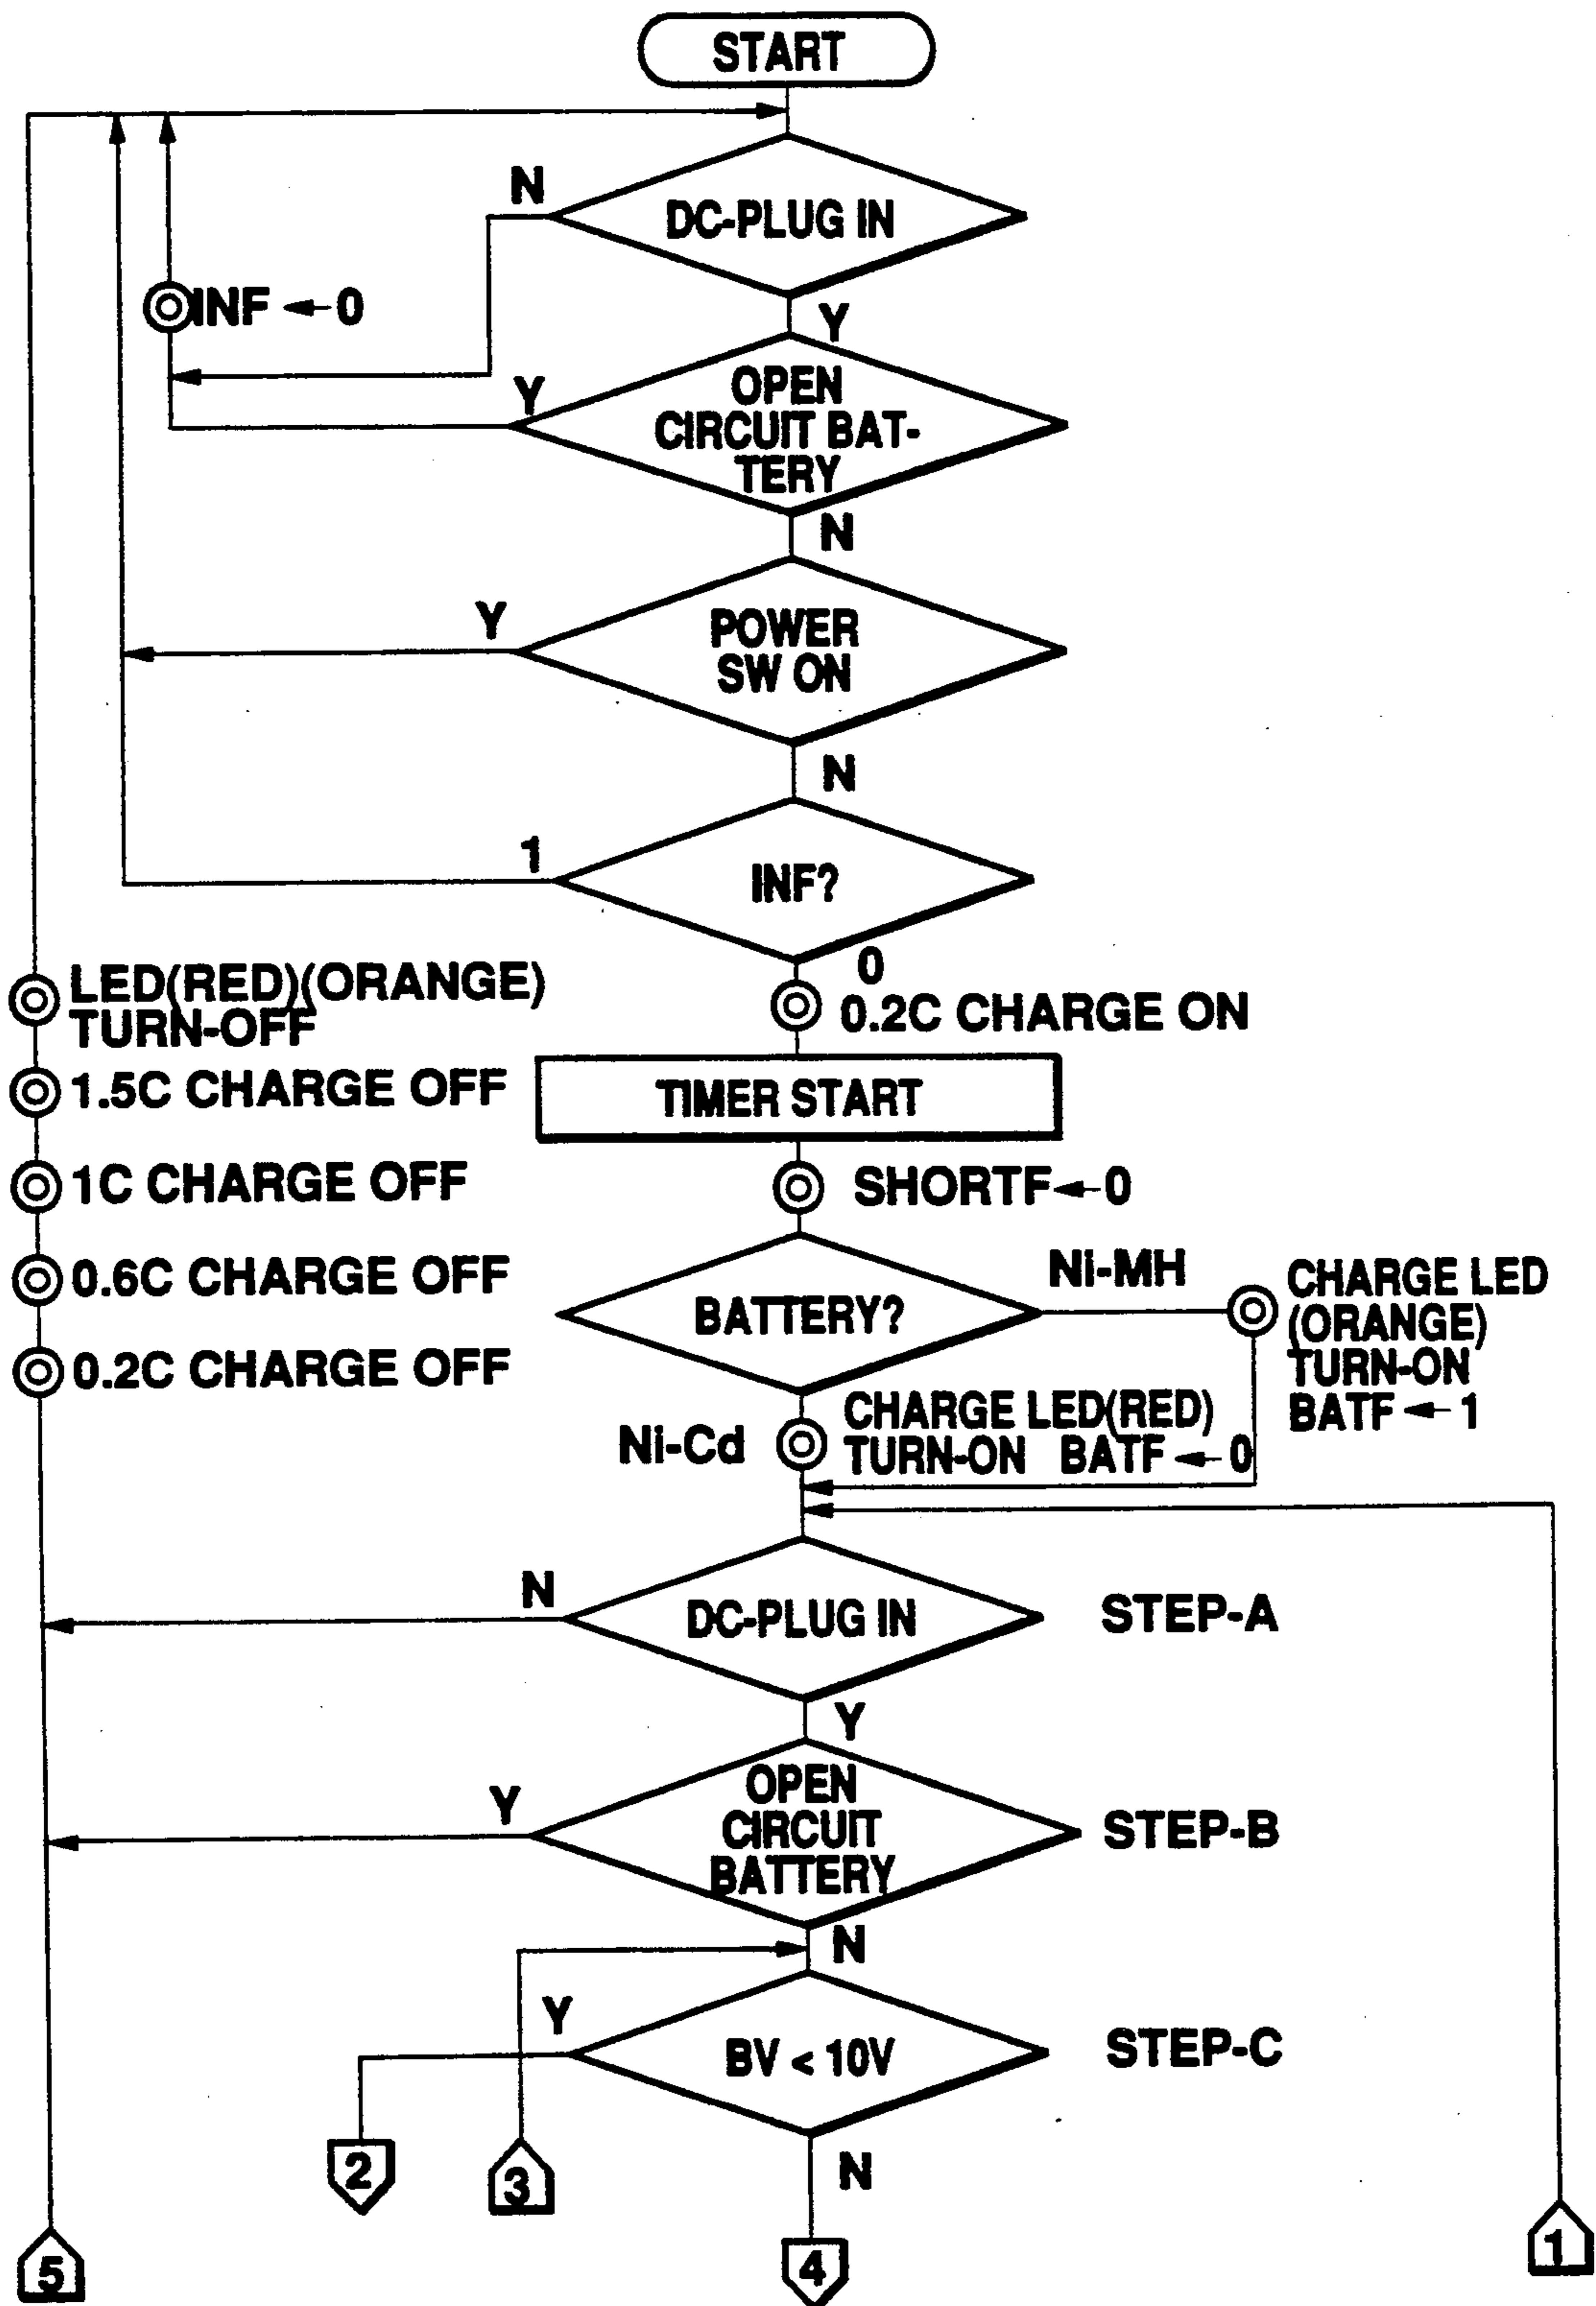 START
N
DC-PLUG IN
INF ← 0
Y
Y
OPEN
CIRCUIT BAT-
TERY
N
Y
POWER
SW ON
N
1
INF?
0
LED(RED)(ORANGE)
TURN-OFF
0.2C CHARGE ON
1.5C CHARGE OFF
TIMER START
1C CHARGE OFF
SHORTF←0
0.6C CHARGE OFF
BATTERY?
Ni-MH
CHARGE LED
(ORANGE)
TURN-ON
BATF ← 1
0.2C CHARGE OFF
Ni-Cd
CHARGE LED(RED)
TURN-ON BATF ← 0
N
DC-PLUG IN
STEP-A
Y
Y
OPEN
CIRCUIT
BATTERY
STEP-B
N
Y
BV < 10V
STEP-C
2
3
N
5
4
1